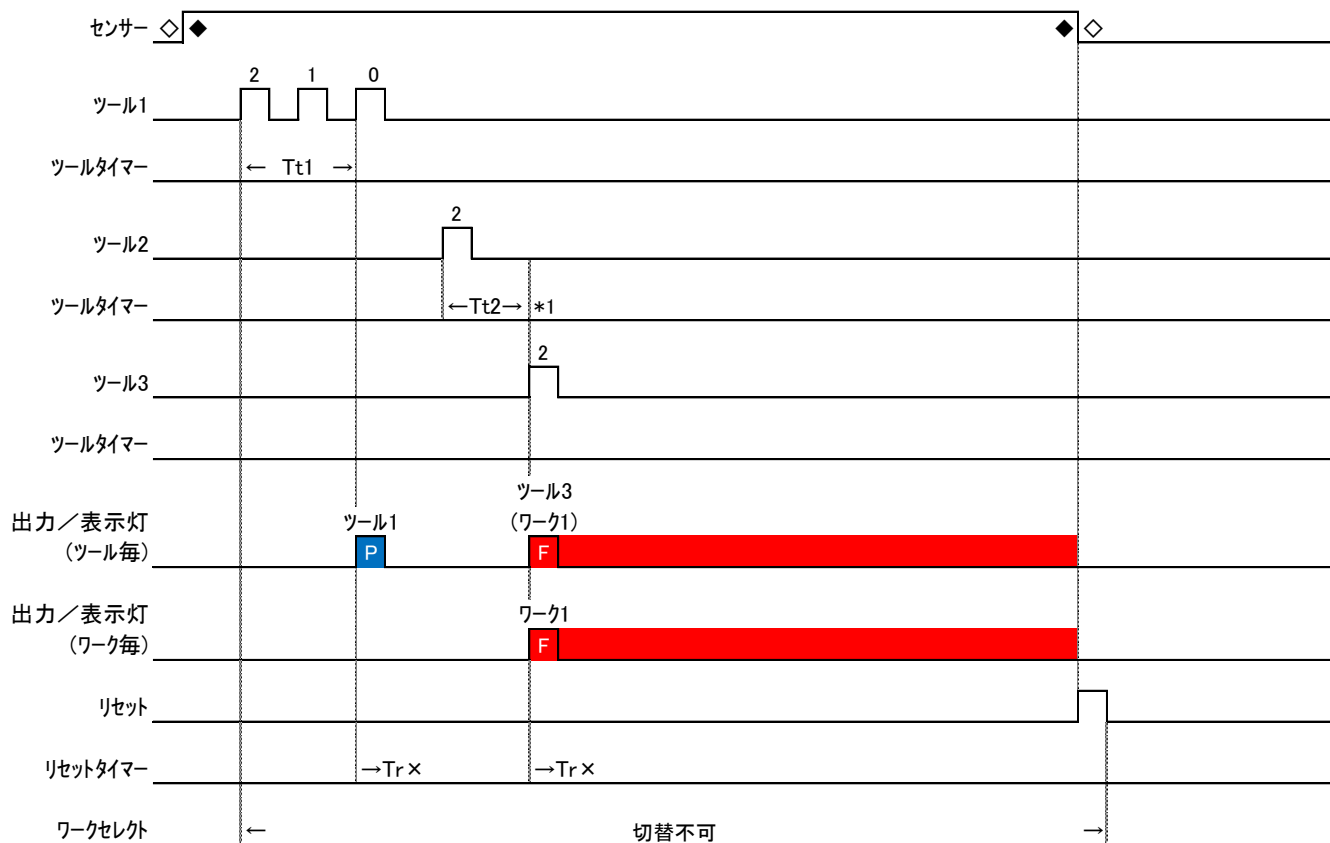 センサー ◇ ◆ ◆ ◇
2 1 0
ツール1
ツールタイマー ← Tt1 →
2
ツール2
ツールタイマー ←Tt2→ *1
2
ツール3
ツールタイマー
ツール3
出力／表示灯 ツール1 （ワーク1）
（ツール毎） P F
出力／表示灯 ワーク1
（ワーク毎） F
リセット
リセットタイマー →Tr× →Tr×
ワークセレクト ← 切替不可 →